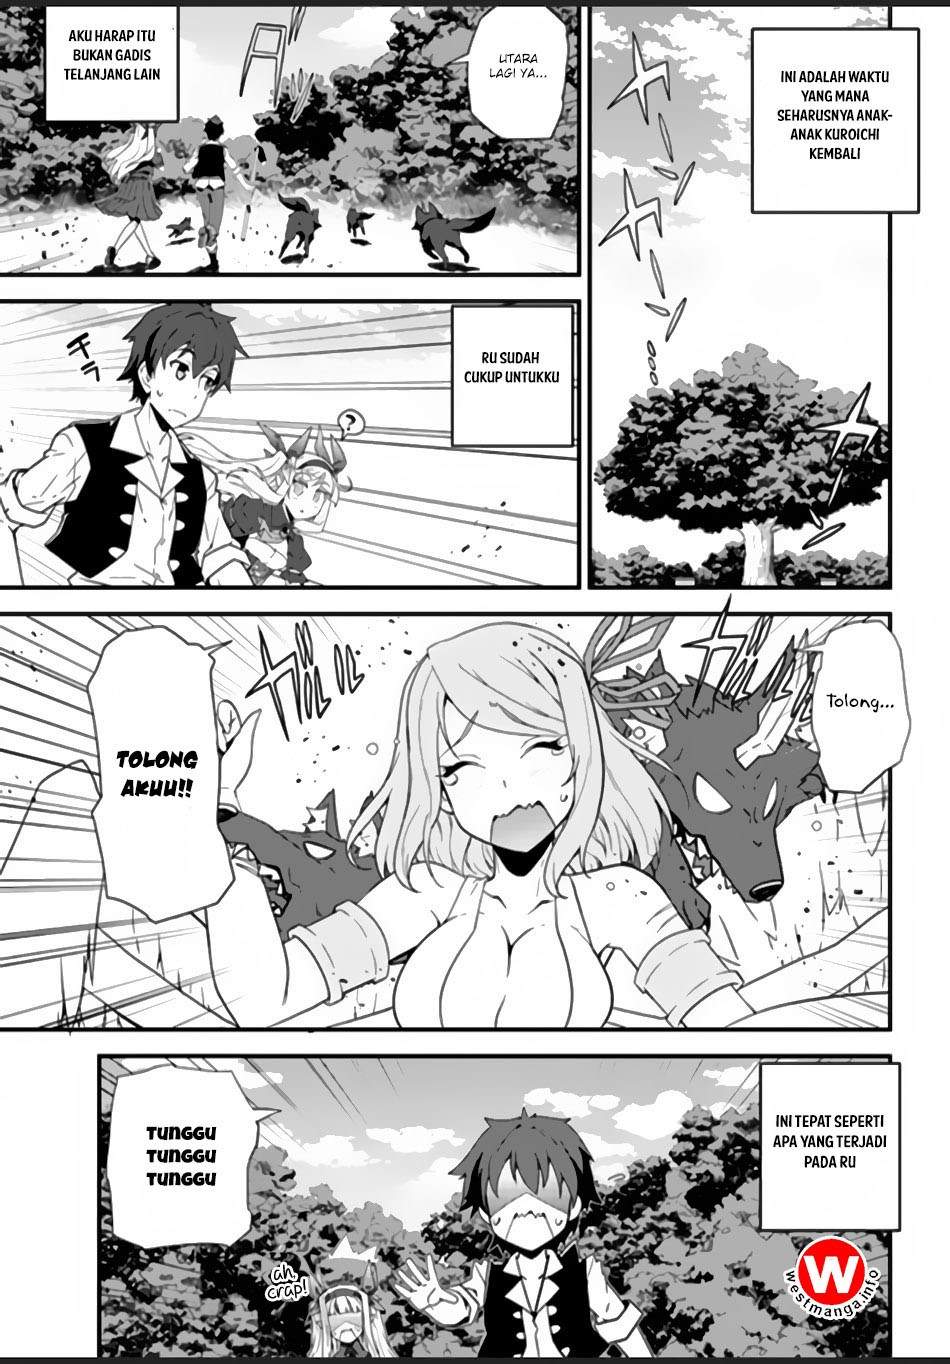 INI ADALAH WAKTU
YANG MANA
SEHARUSNYA ANAK-
ANAK KUROICHI
KEMBALI
UTARA
LAGI YA...
AKU HARAP ITU
BUKAN GADIS
TELANJANG LAIN
RU SUDAH
CUKUP UNTUKKU
?
Tolong...
TOLONG
AKUU!!
INI TEPAT SEPERTI
APA YANG TERJADI
PADA RU
TUNGGU
TUNGGU
TUNGGU
ah,
crap!
W
westmanga.info